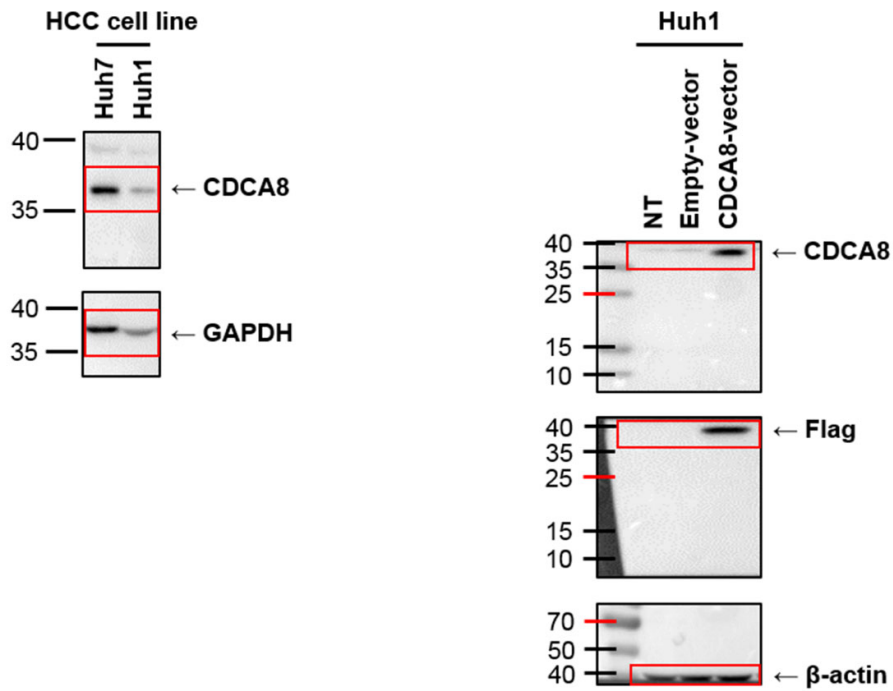 HCC cell line
Huh7
Huh1
40
35
← CDCA8
40
35
← GAPDH
Huh1
NT
Empty-vector
CDCA8-vector
40
35
25
15
10
← CDCA8
40
35
25
15
10
← Flag
70
50
40
← β-actin